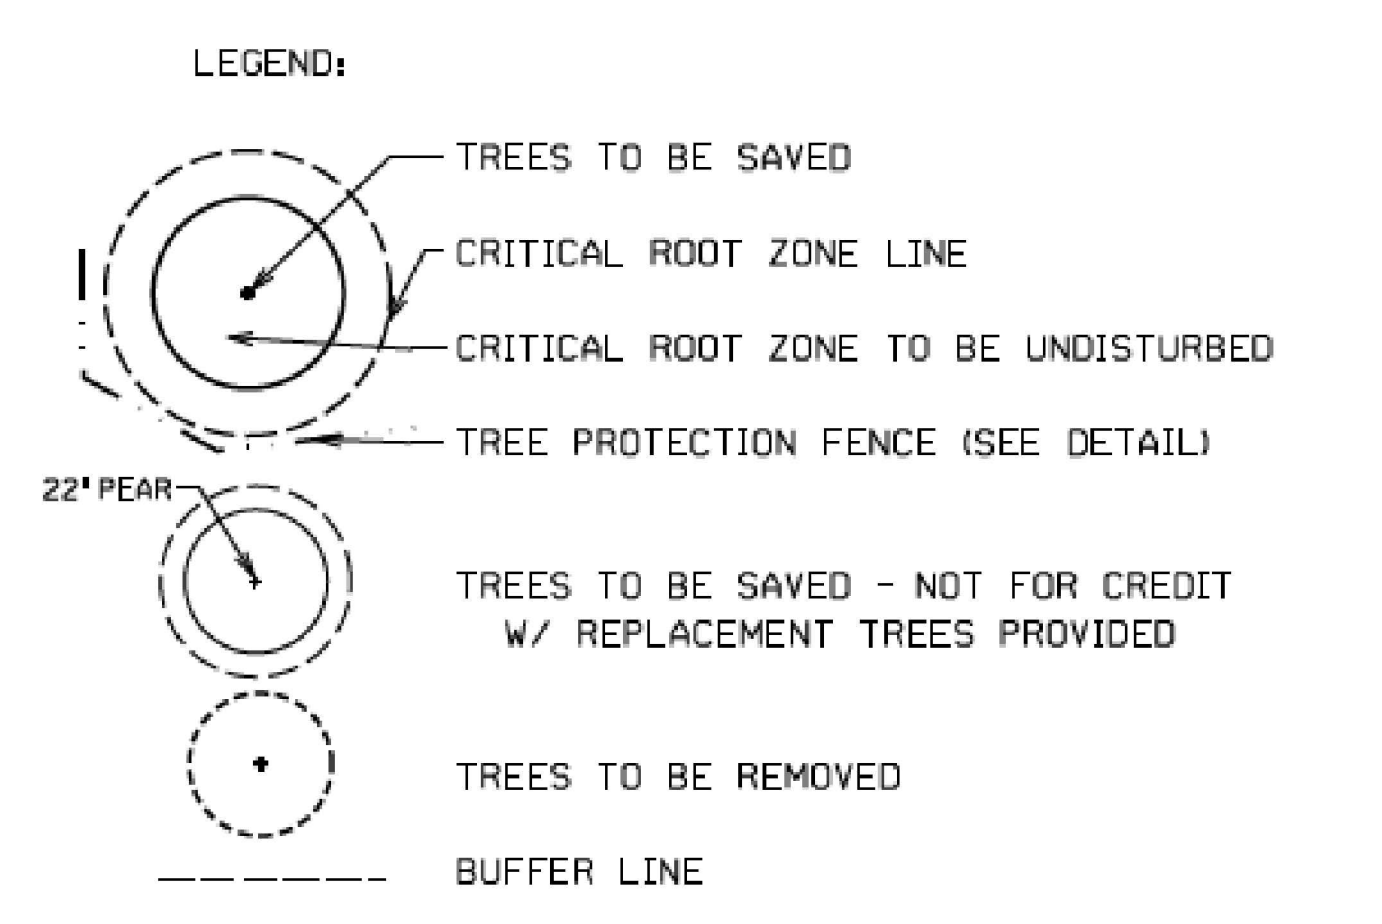 LEGEND:
TREES TO BE SAVED
CRITICAL ROOT ZONE LINE
CRITICAL ROOT ZONE TO BE UNDISTURBED
TREE PROTECTION FENCE (SEE DETAIL)
22" PEAR
TREES TO BE SAVED - NOT FOR CREDIT
W/ REPLACEMENT TREES PROVIDED
TREES TO BE REMOVED
BUFFER LINE